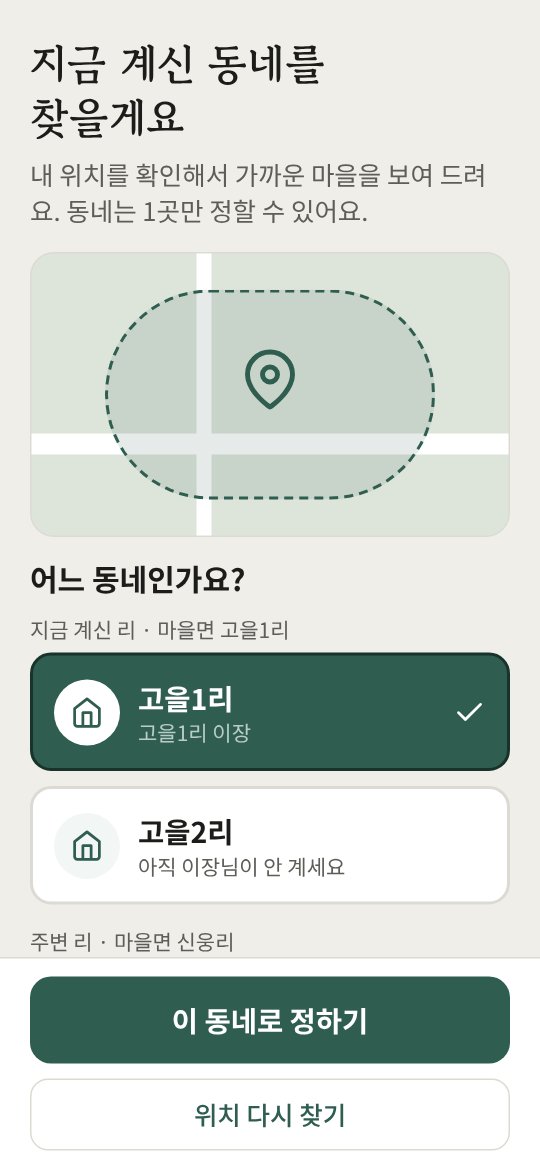 지금 계신 동네를
찾을게요
내 위치를 확인해서 가까운 마을을 보여 드려
요. 동네는 1곳만 정할 수 있어요.
어느 동네인가요?
지금 계신 리 · 마을면 고을1리
고을1리
고을1리 이장
고을2리
아직 이장님이 안 계세요
주변 리 · 마을면 신웅리
이 동네로 정하기
위치 다시 찾기